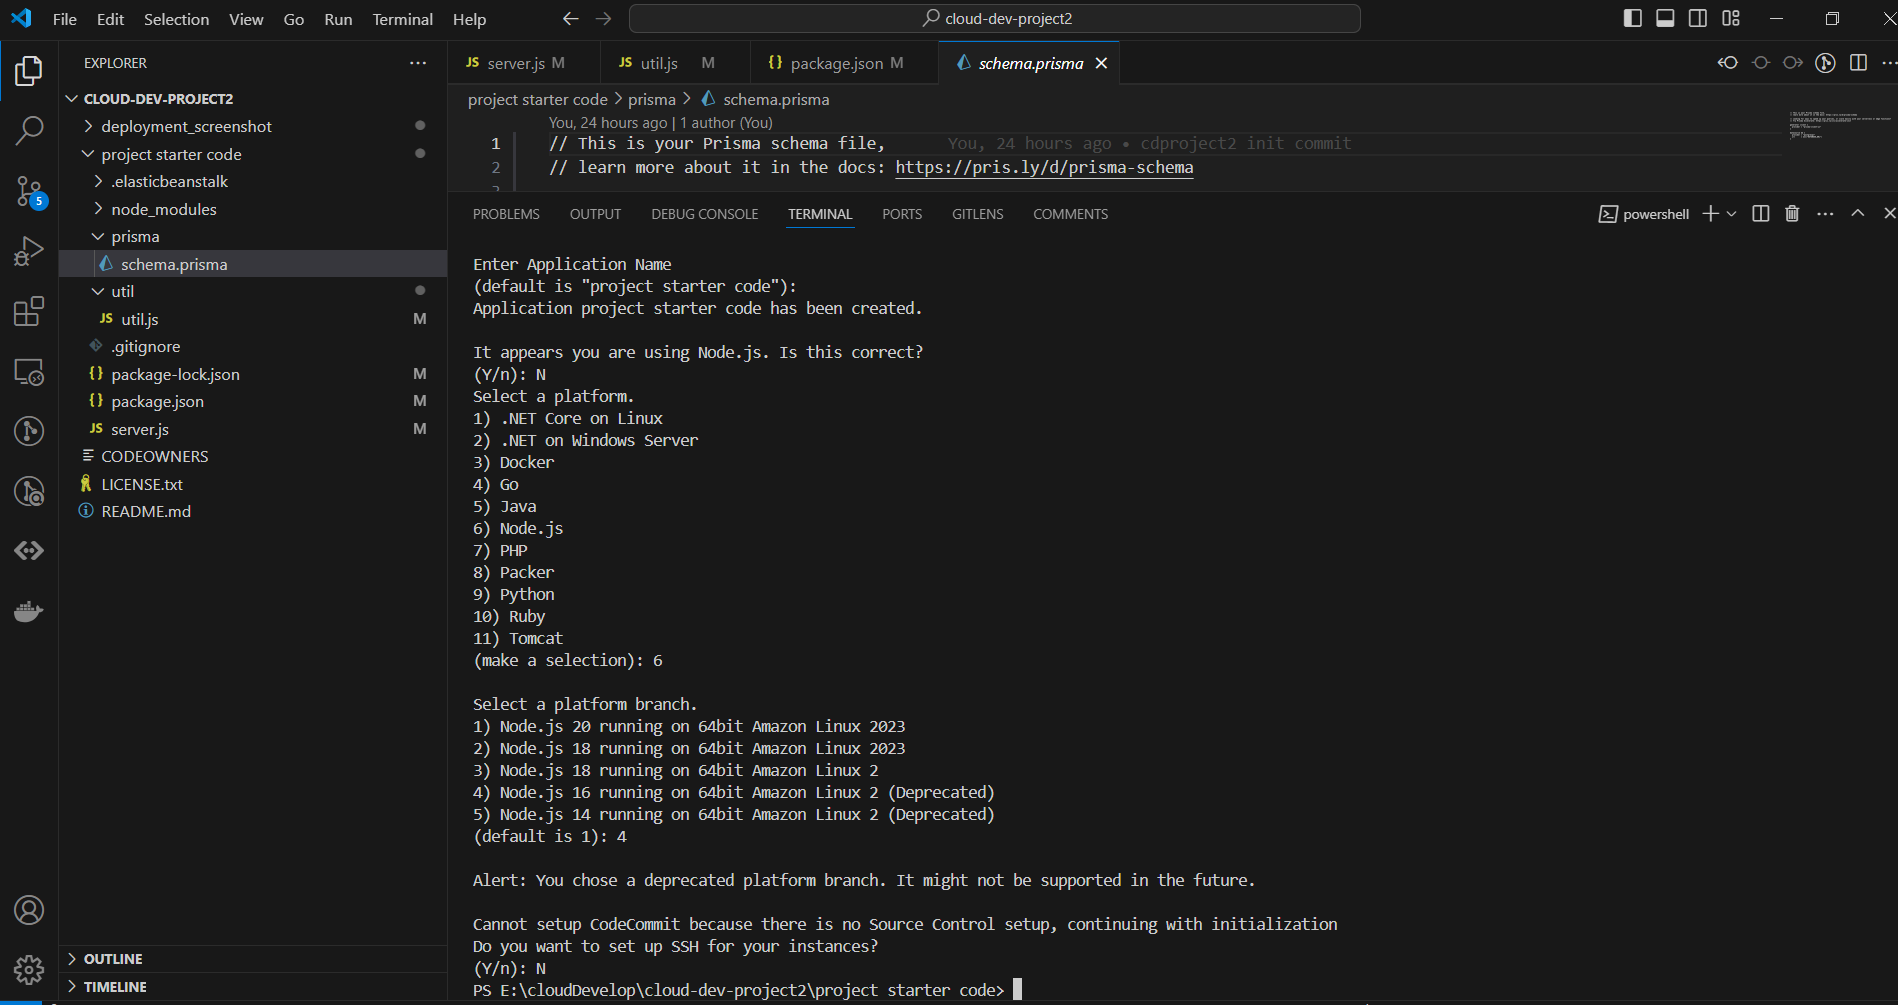 File Edit Selection View Go Run Terminal Help
cloud-dev-project2
EXPLORER
CLOUD-DEV-PROJECT2
deployment_screenshot
project starter code
.elasticbeanstalk
node_modules
prisma
schema.prisma
util
util.js M
.gitignore
package-lock.json M
package.json M
server.js M
CODEOWNERS
LICENSE.txt
README.md
OUTLINE
TIMELINE
5
JS server.js M JS util.js M {} package.json M schema.prisma
project starter code > prisma > schema.prisma
You, 24 hours ago | 1 author (You)
1 // This is your Prisma schema file, You, 24 hours ago • cdproject2 init commit
2 // learn more about it in the docs: https://pris.ly/d/prisma-schema
PROBLEMS OUTPUT DEBUG CONSOLE TERMINAL PORTS GITLENS COMMENTS
powershell
Enter Application Name
(default is "project starter code"):
Application project starter code has been created.
It appears you are using Node.js. Is this correct?
(Y/n): N
Select a platform.
1) .NET Core on Linux
2) .NET on Windows Server
3) Docker
4) Go
5) Java
6) Node.js
7) PHP
8) Packer
9) Python
10) Ruby
11) Tomcat
(make a selection): 6
Select a platform branch.
1) Node.js 20 running on 64bit Amazon Linux 2023
2) Node.js 18 running on 64bit Amazon Linux 2023
3) Node.js 18 running on 64bit Amazon Linux 2
4) Node.js 16 running on 64bit Amazon Linux 2 (Deprecated)
5) Node.js 14 running on 64bit Amazon Linux 2 (Deprecated)
(default is 1): 4
Alert: You chose a deprecated platform branch. It might not be supported in the future.
Cannot setup CodeCommit because there is no Source Control setup, continuing with initialization
Do you want to set up SSH for your instances?
(Y/n): N
PS E:\cloudDevelop\cloud-dev-project2\project starter code>